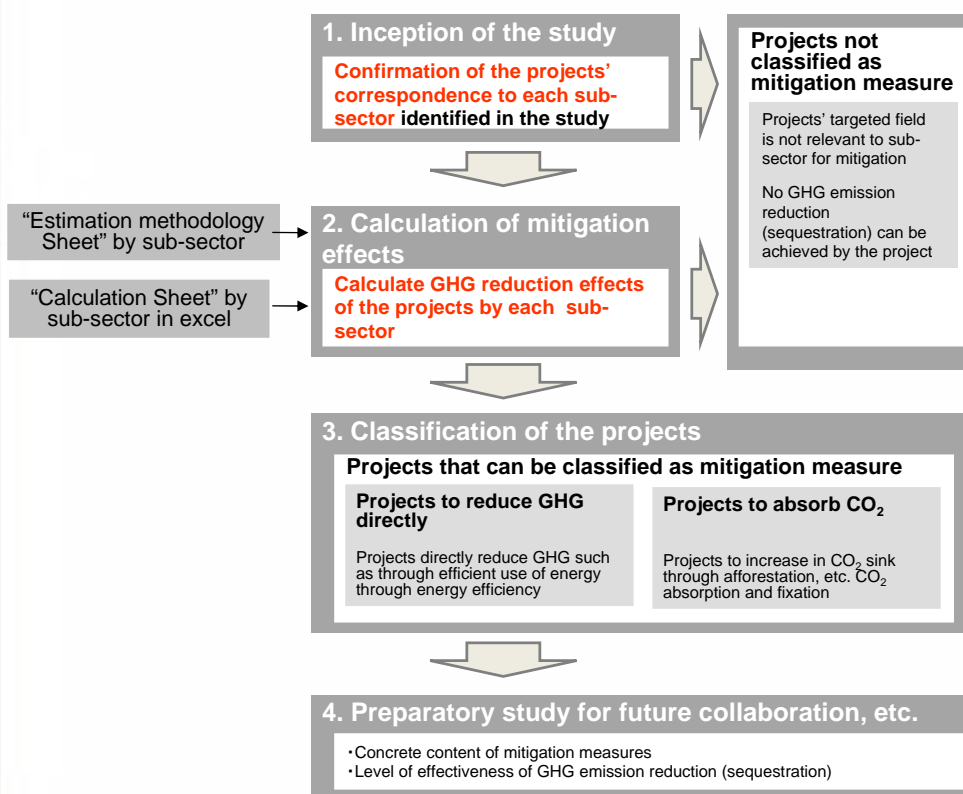 1. Inception of the study
Confirmation of the projects'
correspondence to each sub-
sector identified in the study
Projects not
classified as
mitigation measure
Projects' targeted field
is not relevant to sub-
sector for mitigation
No GHG emission
reduction
(sequestration) can be
achieved by the project
"Estimation methodology
Sheet" by sub-sector
"Calculation Sheet" by
sub-sector in excel
2. Calculation of mitigation
effects
Calculate GHG reduction effects
of the projects by each sub-
sector
3. Classification of the projects
Projects that can be classified as mitigation measure
Projects to reduce GHG
directly
Projects directly reduce GHG such
as through efficient use of energy
through energy efficiency
Projects to absorb CO₂
Projects to increase in CO₂ sink
through afforestation, etc. CO₂
absorption and fixation
4. Preparatory study for future collaboration, etc.
・Concrete content of mitigation measures
・Level of effectiveness of GHG emission reduction (sequestration)